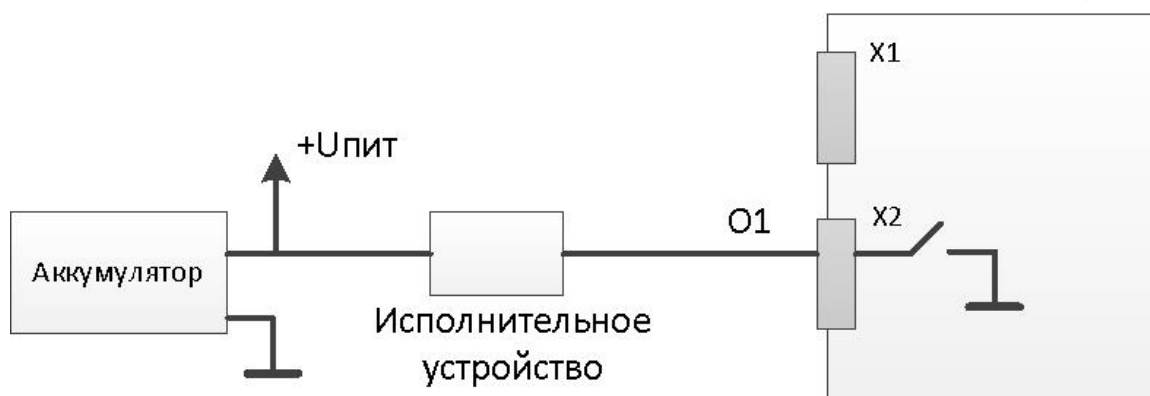 X1
+Uпит
O1
X2
Аккумулятор
Исполнительное
устройство